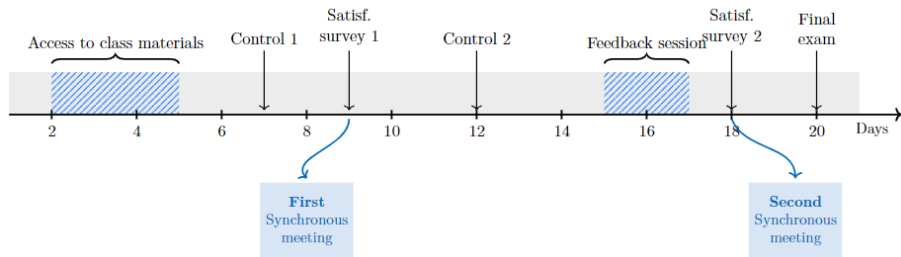 Access to class materials
Control 1
Satisf.
survey 1
Control 2
Feedback session
Satisf.
survey 2
Final
exam
2 4 6 8 10 12 14 16 18 20 Days
First
Synchronous
meeting
Second
Synchronous
meeting